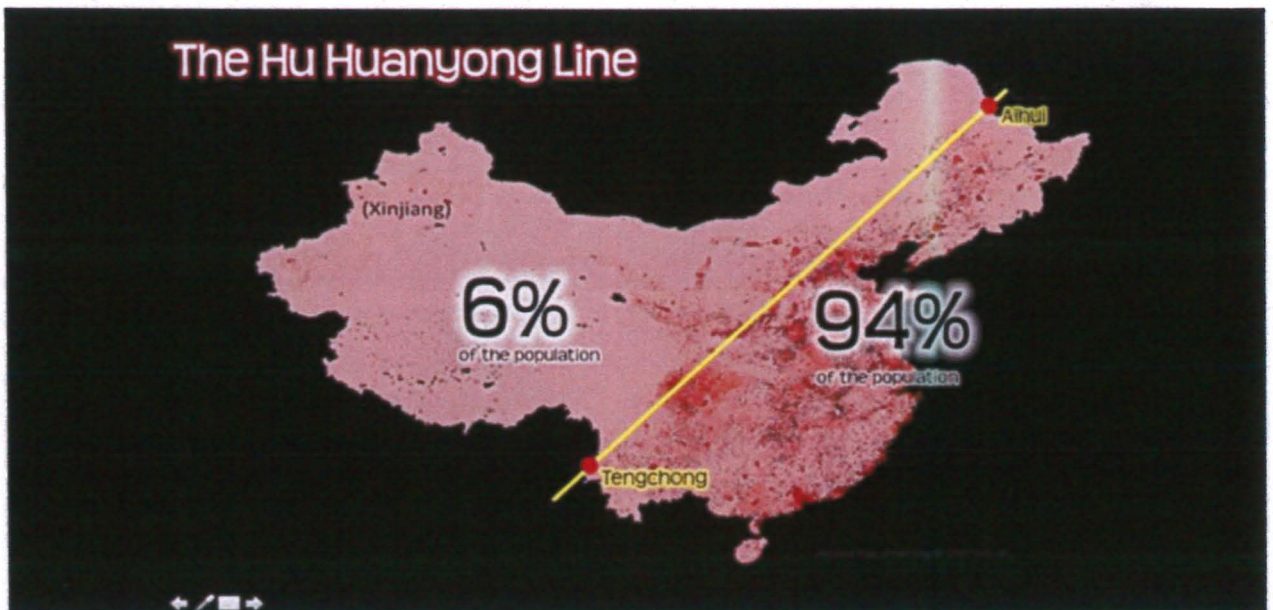 The Hu Huanyong Line
Aihui
(Xinjiang)
6%
of the population
94%
of the population
Tengchong